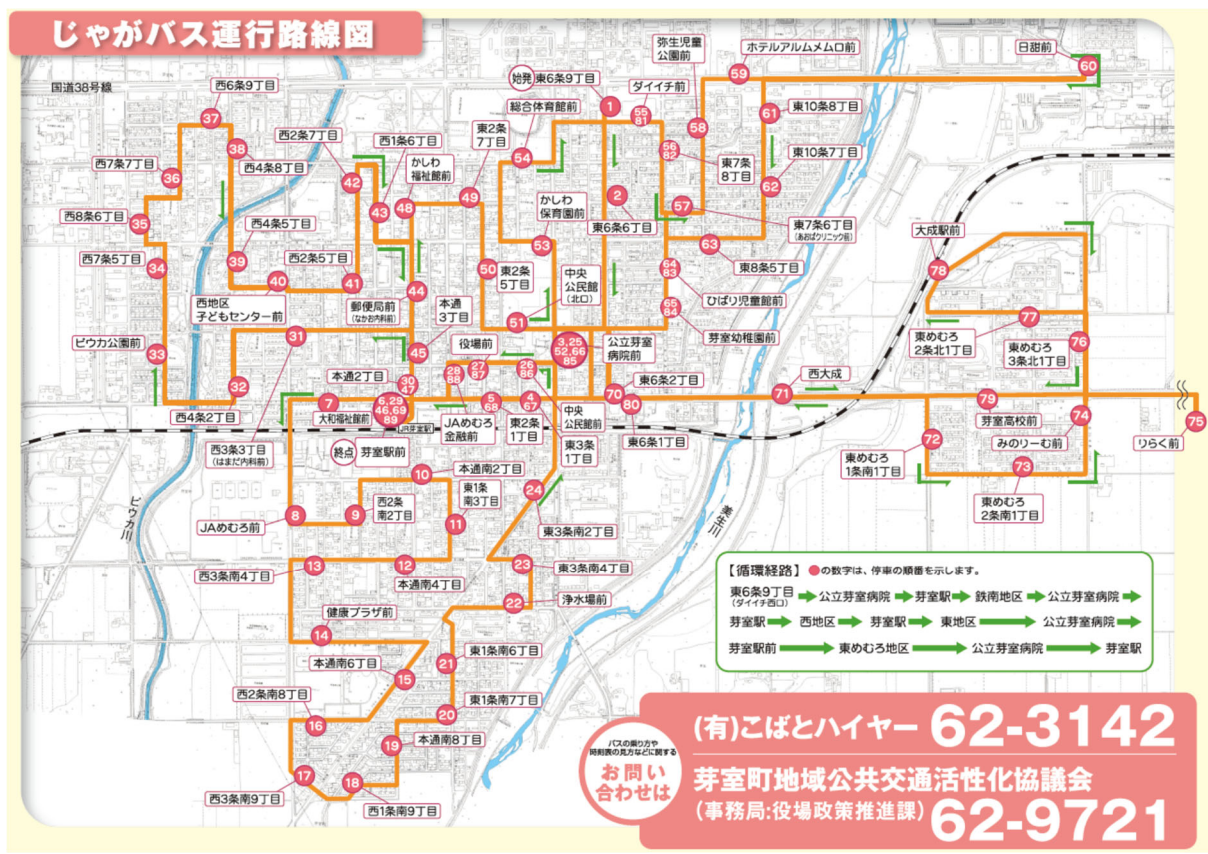 じゃがバス運行路線図
国道38号線
西6条9丁目
37
西7条7丁目
36
38
西4条8丁目
西8条6丁目
35
西7条5丁目
34
西4条5丁目
39
西2条5丁目
40
41
西地区
子どもセンター前
ピウカ公園前
33
31
32
西4条2丁目
西2条7丁目
42
西1条6丁目
43
かしわ
福祉館前
48
44
郵便局前
(なかお内科前)
本通
3丁目
45
本通2丁目
30
47
始発
東6条9丁目
1
総合体育館前
54
東2条
7丁目
49
かしわ
保育園前
53
50
東2条
5丁目
中央
公民館
(北口)
51
2
東6条6丁目
弥生児童
公園前
ダイイチ前
55
81
58
56
82
東7条
8丁目
57
東7条6丁目
(あおばクリニック前)
ホテルアルムメムロ前
59
日甜前
60
61
東10条8丁目
東10条7丁目
62
63
東8条5丁目
64
83
ひばり児童館前
65
84
芽室幼稚園前
役場前
27
87
28
88
26
86
3,25
52,66
85
公立芽室
病院前
7
大和福祉館前
6,29
46,69
89
JR芽室駅
終点
芽室駅前
JAめむろ
金融前
5
68
東2条
1丁目
4
67
中央
公民館前
東3条
1丁目
70
東6条2丁目
80
東6条1丁目
西大成
71
大成駅前
78
77
東めむろ
2条北1丁目
76
東めむろ
3条北1丁目
79
芽室高校前
74
みのりーむ前
75
りらく前
72
東めむろ
1条南1丁目
73
東めむろ
2条南1丁目
西3条3丁目
(はまだ内科前)
ピウカ川
美生川
10
本通南2丁目
8
JAめむろ前
9
西2条
南2丁目
東1条
南3丁目
11
24
東3条南2丁目
13
西3条南4丁目
12
本通南4丁目
23
東3条南4丁目
22
浄水場前
健康プラザ前
14
本通南6丁目
15
21
東1条南6丁目
西2条南8丁目
16
20
東1条南7丁目
19
本通南8丁目
17
西3条南9丁目
18
西1条南9丁目
【循環経路】●の数字は、停車の順番を示します。
東6条9丁目
(ダイイチ西口)
公立芽室病院 芽室駅 鉄南地区 公立芽室病院
芽室駅 西地区 芽室駅 東地区 公立芽室病院
芽室駅前 東めむろ地区 公立芽室病院 芽室駅
バスの乗り方や
時刻表の見方などに関する
お問い
合わせは
(有)こばとハイヤー 62-3142
芽室町地域公共交通活性化協議会
(事務局:役場政策推進課) 62-9721